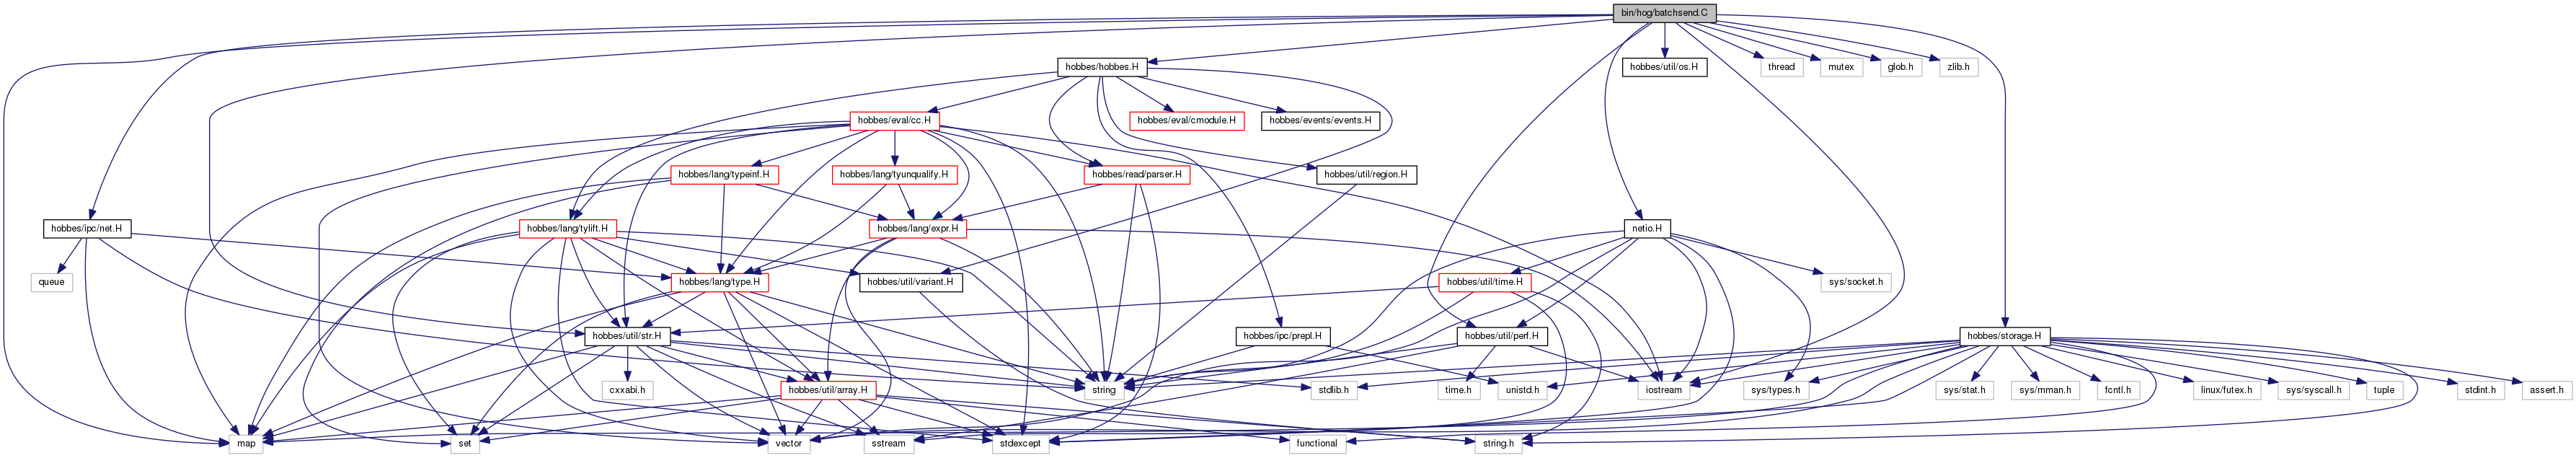 bin/hog/batchsend.C
hobbes/hobbes.H
hobbes/util/os.H
thread
mutex
glob.h
zlib.h
hobbes/eval/cc.H
hobbes/eval/cmodule.H
hobbes/events/events.H
hobbes/lang/typeinf.H
hobbes/lang/tyunqualify.H
hobbes/read/parser.H
hobbes/util/region.H
hobbes/ipc/net.H
hobbes/lang/tylift.H
hobbes/lang/expr.H
netio.H
queue
hobbes/lang/type.H
hobbes/util/variant.H
hobbes/util/time.H
sys/socket.h
hobbes/util/str.H
hobbes/ipc/prepl.H
hobbes/util/perf.H
hobbes/storage.H
cxxabi.h
hobbes/util/array.H
string
stdlib.h
time.h
unistd.h
iostream
sys/types.h
sys/stat.h
sys/mman.h
fcntl.h
linux/futex.h
sys/syscall.h
tuple
stdint.h
assert.h
map
set
vector
sstream
stdexcept
functional
string.h